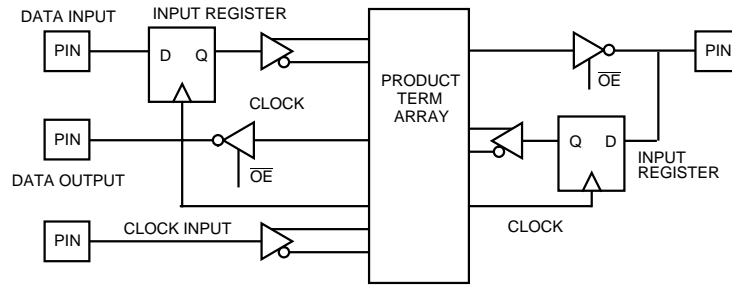 DATA INPUT
INPUT REGISTER
PIN
D Q
CLOCK
PIN
DATA OUTPUT
OE
PIN
CLOCK INPUT
PRODUCT
TERM
ARRAY
OE
PIN
Q D
INPUT
REGISTER
CLOCK